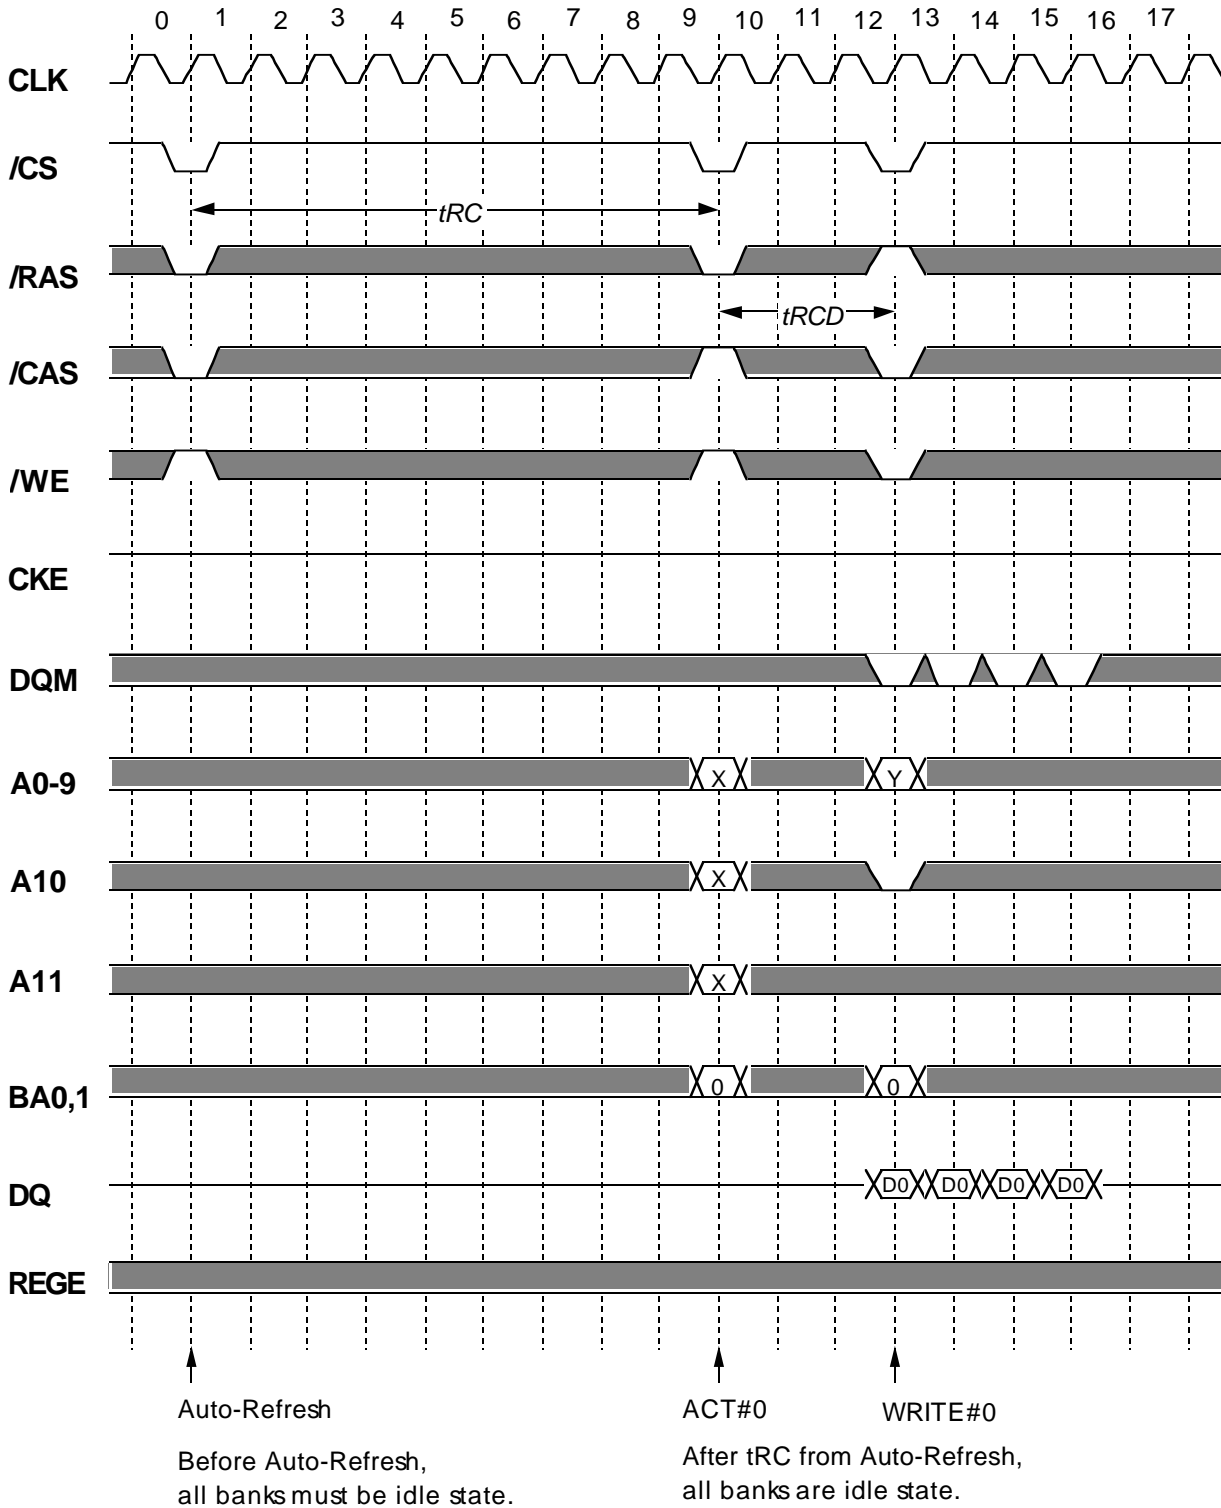 0 1 2 3 4 5 6 7 8 9 10 11 12 13 14 15 16 17
CLK
/CS
tRC
/RAS
tRCD
/CAS
/WE
CKE
DQM
A0-9 X Y
A10 X
A11 X
BA0,1 0 0
DQ D0 D0 D0 D0
REGE
Auto-Refresh ACT#0 WRITE#0
Before Auto-Refresh,
all banks must be idle state.
After tRC from Auto-Refresh,
all banks are idle state.